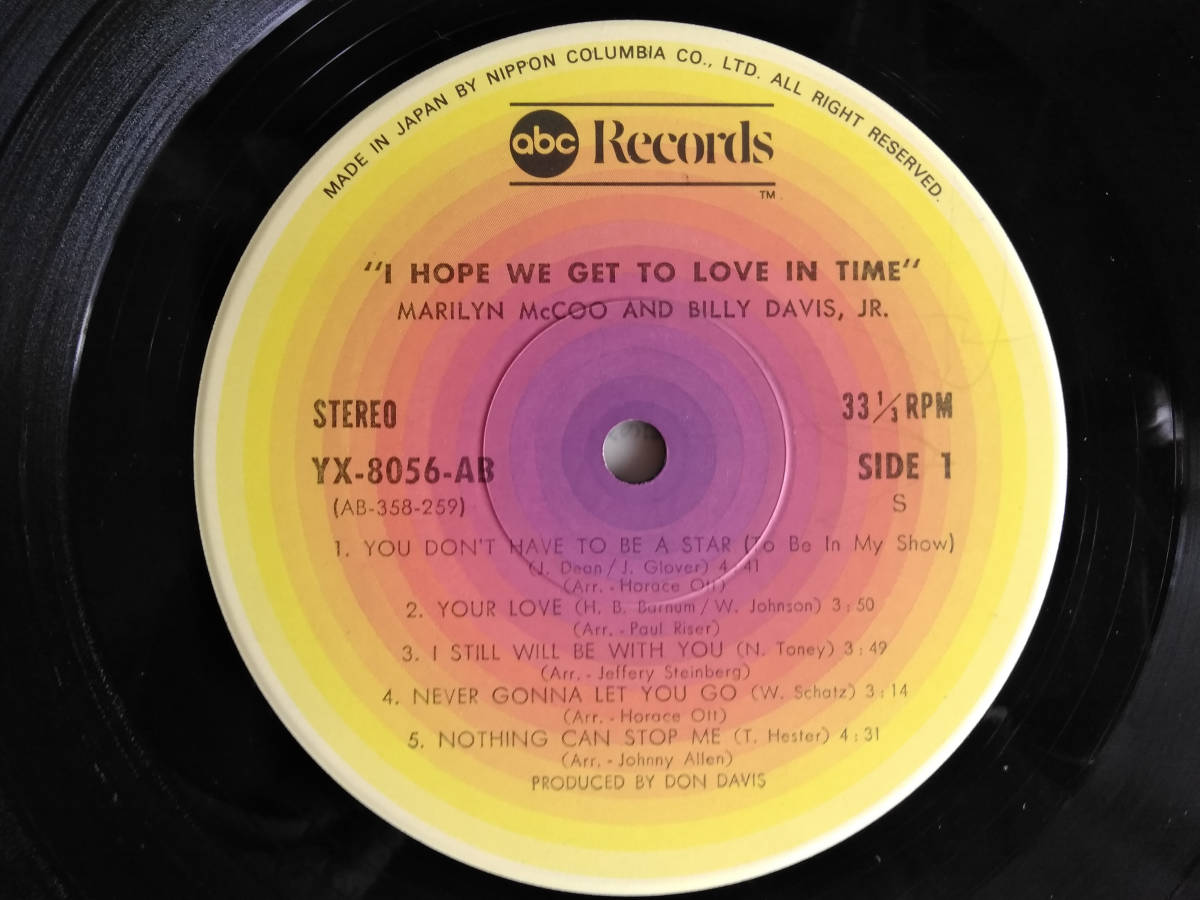 MADE IN JAPAN BY NIPPON COLUMBIA CO., LTD. ALL RIGHT RESERVED.
abc Records
TM
"I HOPE WE GET TO LOVE IN TIME"
MARILYN McCOO AND BILLY DAVIS, JR.
STEREO
33 1/3 RPM
YX-8056-AB
SIDE 1
(AB-358-259)
S
1. YOU DON'T HAVE TO BE A STAR (To Be In My Show)
(J. Dean/J. Glover) 4:41
(Arr. - Horace Ott)
2. YOUR LOVE (H. B. Barnum/W. Johnson) 3:50
(Arr. - Paul Riser)
3. I STILL WILL BE WITH YOU (N. Toney) 3:49
(Arr. - Jeffery Steinberg)
4. NEVER GONNA LET YOU GO (W. Schatz) 3:14
(Arr. - Horace Ott)
5. NOTHING CAN STOP ME (T. Hester) 4:31
(Arr. - Johnny Allen)
PRODUCED BY DON DAVIS